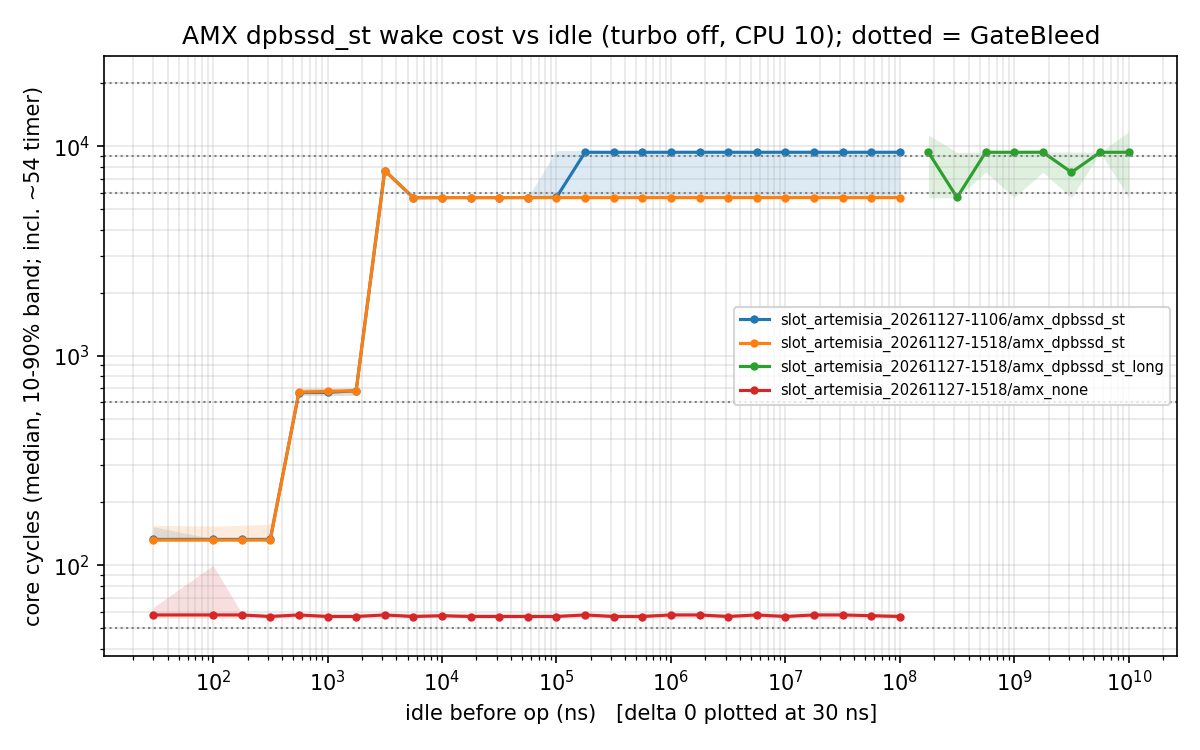 AMX dpbssd_st wake cost vs idle (turbo off, CPU 10); dotted = GateBleed
core cycles (median, 10-90% band; incl. ~54 timer)
10^4
10^3
10^2
slot_artemisia_20261127-1106/amx_dpbssd_st
slot_artemisia_20261127-1518/amx_dpbssd_st
slot_artemisia_20261127-1518/amx_dpbssd_st_long
slot_artemisia_20261127-1518/amx_none
10^2 10^3 10^4 10^5 10^6 10^7 10^8 10^9 10^10
idle before op (ns)   [delta 0 plotted at 30 ns]